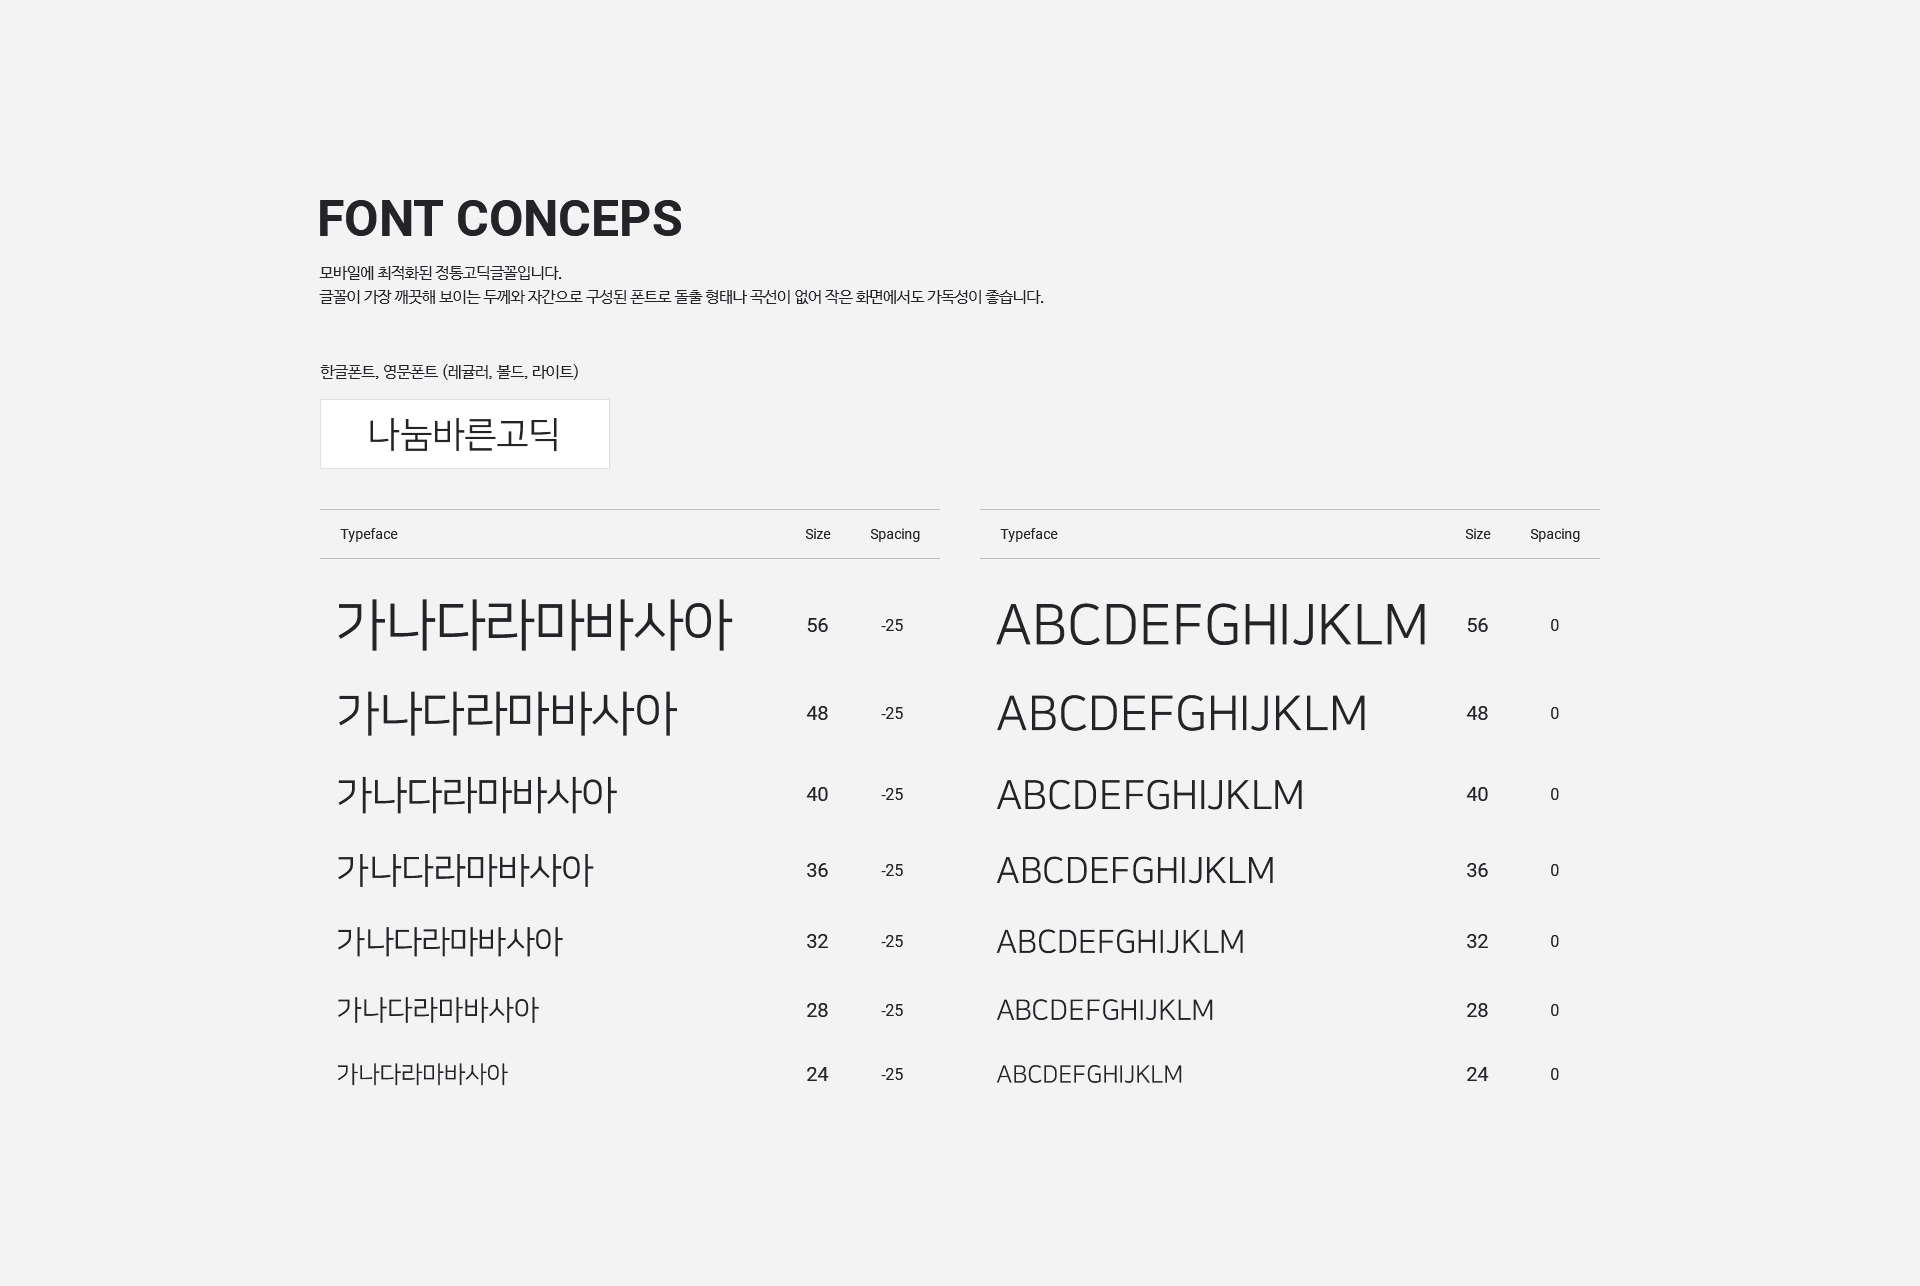 FONT CONCEPS
모바일에 최적화된 정통고딕글꼴입니다.
글꼴이 가장 깨끗해 보이는 두께와 자간으로 구성된 폰트로 돌출 형태나 곡선이 없어 작은 화면에서도 가독성이 좋습니다.
한글폰트, 영문폰트 (레귤러, 볼드, 라이트)
나눔바른고딕
Typeface Size Spacing
가나다라마바사아 56 -25
가나다라마바사아 48 -25
가나다라마바사아 40 -25
가나다라마바사아 36 -25
가나다라마바사아 32 -25
가나다라마바사아 28 -25
가나다라마바사아 24 -25
Typeface Size Spacing
ABCDEFGHIJKLM 56 0
ABCDEFGHIJKLM 48 0
ABCDEFGHIJKLM 40 0
ABCDEFGHIJKLM 36 0
ABCDEFGHIJKLM 32 0
ABCDEFGHIJKLM 28 0
ABCDEFGHIJKLM 24 0